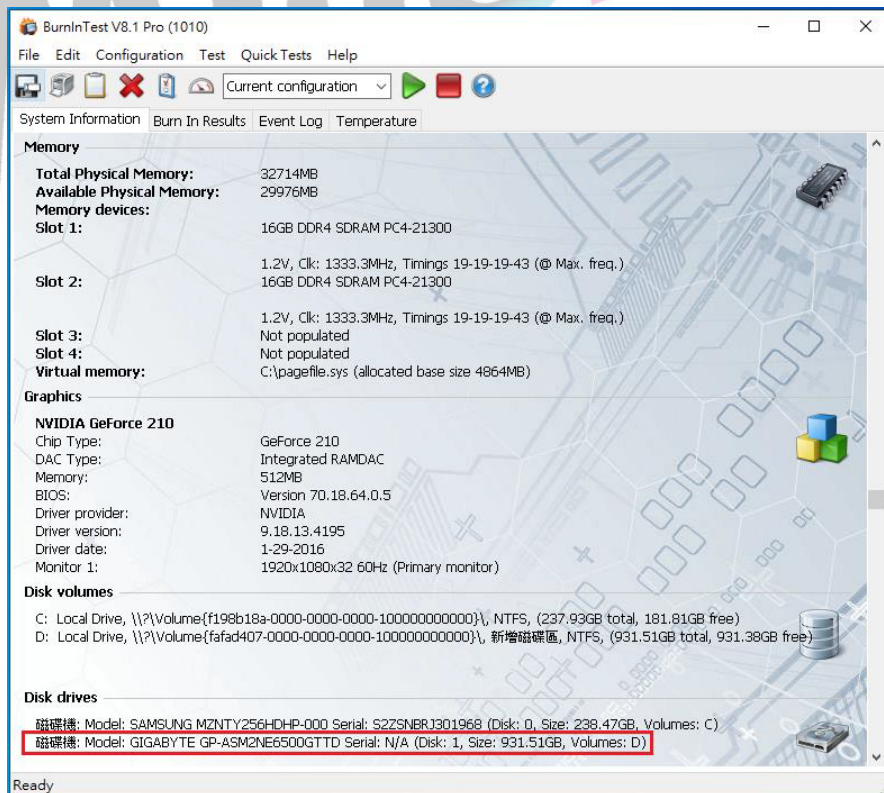 BurnInTest V8.1 Pro (1010)
File Edit Configuration Test Quick Tests Help
Current configuration
System Information Burn In Results Event Log Temperature
Memory
Total Physical Memory: 32714MB
Available Physical Memory: 29976MB
Memory devices:
Slot 1: 16GB DDR4 SDRAM PC4-21300
1.2V, Clk: 1333.3MHz, Timings 19-19-19-43 (@ Max. freq.)
Slot 2: 16GB DDR4 SDRAM PC4-21300
1.2V, Clk: 1333.3MHz, Timings 19-19-19-43 (@ Max. freq.)
Slot 3: Not populated
Slot 4: Not populated
Virtual memory: C:\pagefile.sys (allocated base size 4864MB)
Graphics
NVIDIA GeForce 210
Chip Type: GeForce 210
DAC Type: Integrated RAMDAC
Memory: 512MB
BIOS: Version 70.18.64.0.5
Driver provider: NVIDIA
Driver version: 9.18.13.4195
Driver date: 1-29-2016
Monitor 1: 1920x1080x32 60Hz (Primary monitor)
Disk volumes
C: Local Drive, \\?\Volume{f198b18a-0000-0000-0000-100000000000}\, NTFS, (237.93GB total, 181.81GB free)
D: Local Drive, \\?\Volume{fafad407-0000-0000-0000-100000000000}\, 新增磁碟區, NTFS, (931.51GB total, 931.38GB free)
Disk drives
磁碟機: Model: SAMSUNG MZNTY256HDHP-000 Serial: S2ZSNBRJ301968 (Disk: 0, Size: 238.47GB, Volumes: C)
磁碟機: Model: GIGABYTE GP-ASM2NE6500GTTD Serial: N/A (Disk: 1, Size: 931.51GB, Volumes: D)
Ready